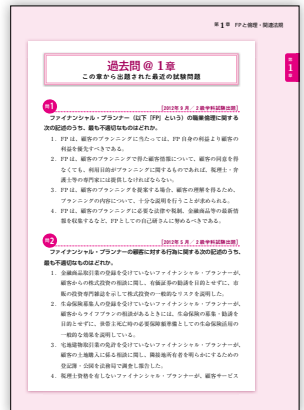 第1章 FPと倫理・関連法規
第
1
章
過去問 @ 1章
この章から出題された最近の試験問題
問1
[2012年9月/2級学科試験出題]
ファイナンシャル・プランナー(以下「FP」という)の職業倫理に関する
次の記述のうち、最も不適切なものはどれか。
1. FPは、顧客のプランニングに当たっては、FP自身の利益より顧客の
利益を優先すべきである。
2. FPは、顧客のプランニングで得た顧客情報について、顧客の同意を得
なくても、利用目的がプランニングに関するものであれば、税理士・弁
護士等の専門家には提供しなければならない。
3. FPは、顧客のプランニングを提案する場合、顧客の理解を得るため、
プランニングの内容について、十分な説明を行うことが求められる。
4. FPは、顧客のプランニングに必要な法律や税制、金融商品等の最新情
報を収集するなど、FPとしての自己研さんに努めるべきである。
問2
[2012年5月/2級学科試験出題]
ファイナンシャル・プランナーの顧客に対する行為に関する次の記述のうち、
最も不適切なものはどれか。
1. 金融商品取引業の登録を受けていないファイナンシャル・プランナーが、
顧客からの株式投資の相談に関し、有価証券の勧誘を目的とせずに、市
販の投資専門雑誌を示して株式投資の一般的なリスクを説明した。
2. 生命保険募集人の登録を受けていないファイナンシャル・プランナーが、
顧客からライフプランの相談があるときには、生命保険の募集・勧誘を
目的とせずに、世帯主死亡時の必要保障額準備としての生命保険活用の
一般的な効果を説明している。
3. 宅地建物取引業の免許を受けていないファイナンシャル・プランナーが、
顧客の土地購入に係る相談に関し、隣接地所有者を明らかにするための
登記簿・公図を法務局で調査し報告した。
4. 税理士資格を有しないファイナンシャル・プランナーが、顧客サービス